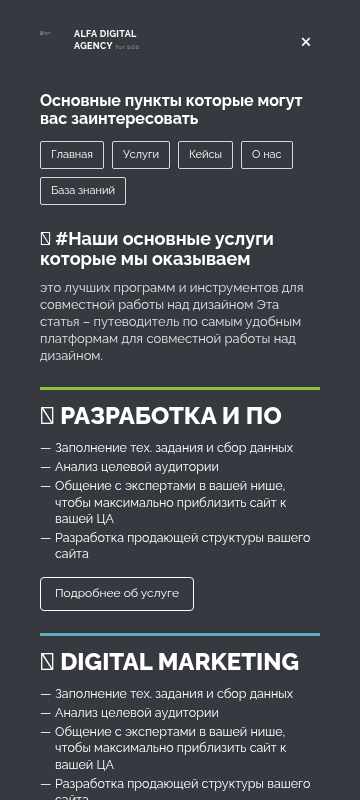 ALFA DIGITAL
AGENCY for b2b
×
Основные пункты которые могут
вас заинтересовать
Главная
Услуги
Кейсы
О нас
База знаний
#Наши основные услуги
которые мы оказываем
это лучших программ и инструментов для
совместной работы над дизайном Эта
статья – путеводитель по самым удобным
платформам для совместной работы над
дизайном.
РАЗРАБОТКА И ПО
— Заполнение тех. задания и сбор данных
— Анализ целевой аудитории
— Общение с экспертами в вашей нише,
чтобы максимально приблизить сайт к
вашей ЦА
— Разработка продающей структуры вашего
сайта
Подробнее об услуге
DIGITAL MARKETING
— Заполнение тех. задания и сбор данных
— Анализ целевой аудитории
— Общение с экспертами в вашей нише,
чтобы максимально приблизить сайт к
вашей ЦА
— Разработка продающей структуры вашего
сайта